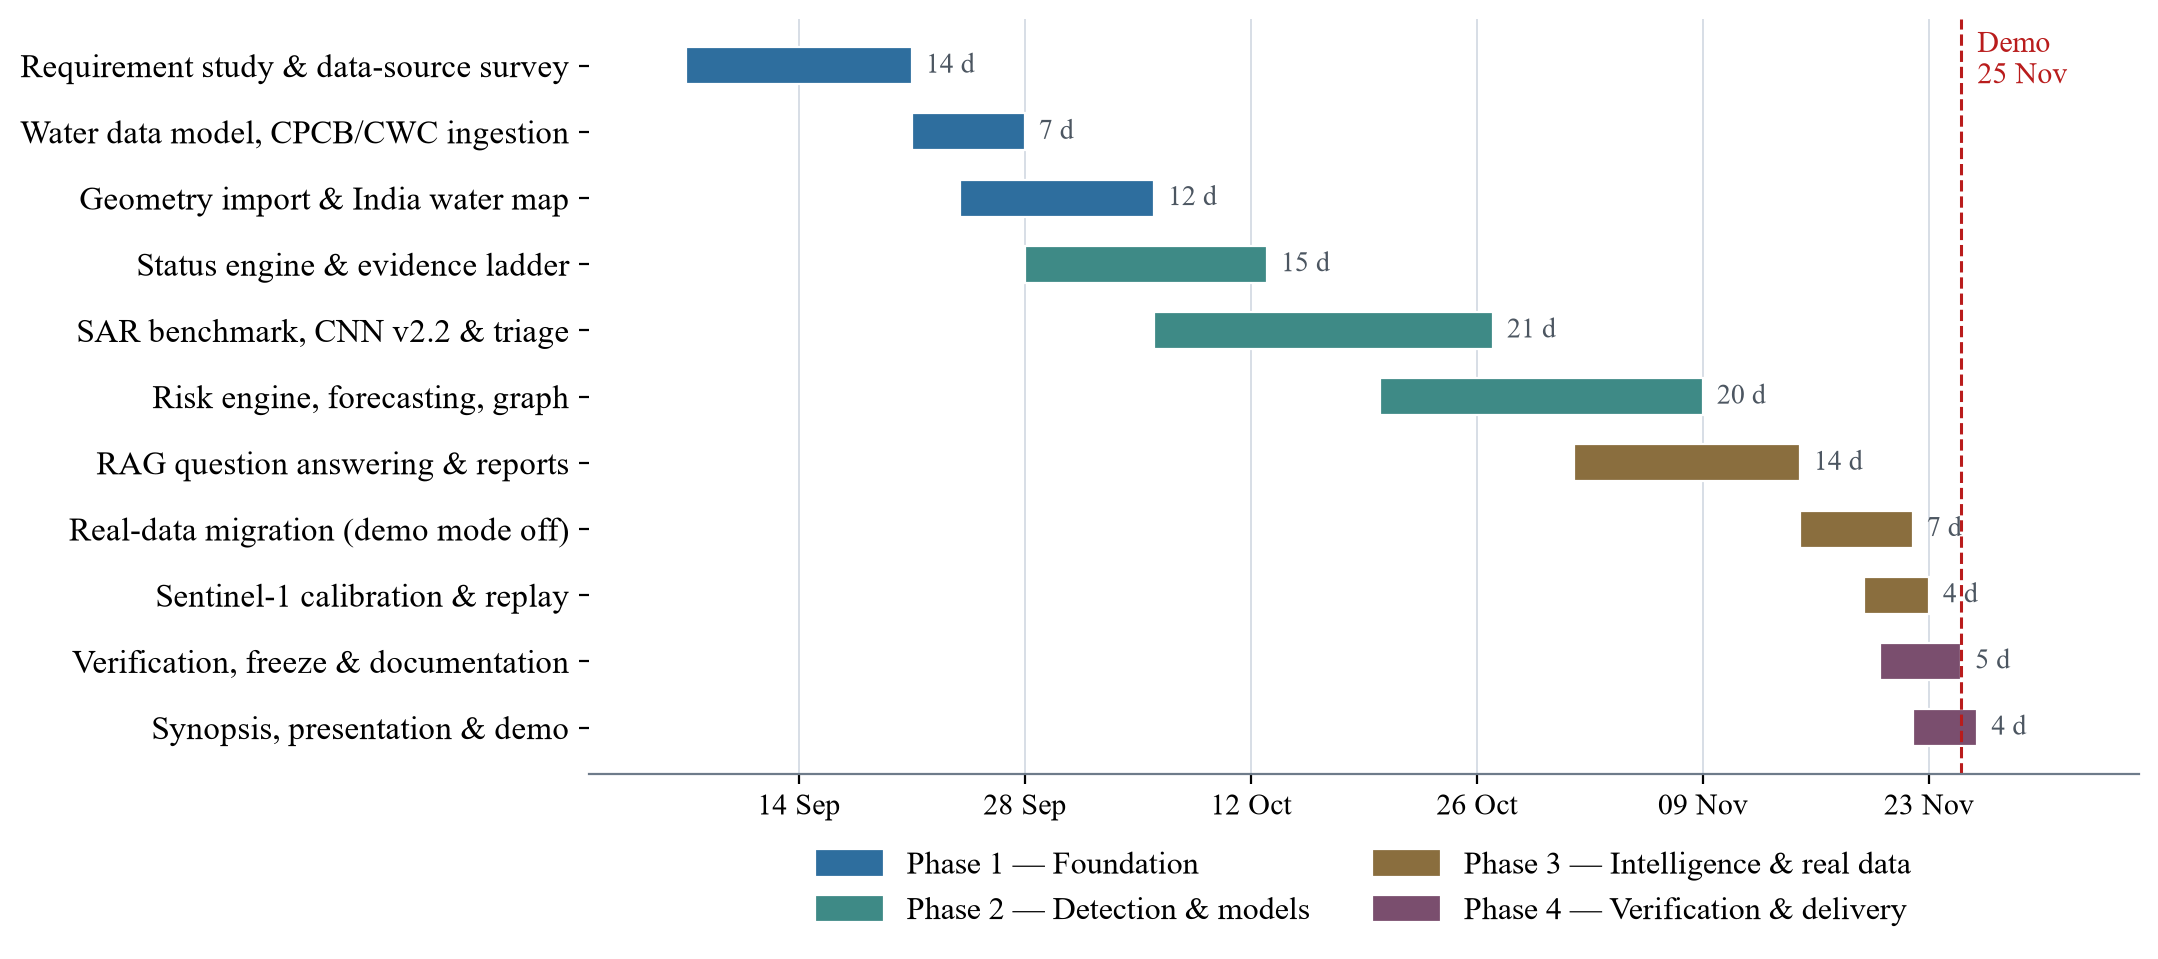 Demo
25 Nov
Requirement study & data-source survey
14 d
Water data model, CPCB/CWC ingestion
7 d
Geometry import & India water map
12 d
Status engine & evidence ladder
15 d
SAR benchmark, CNN v2.2 & triage
21 d
Risk engine, forecasting, graph
20 d
RAG question answering & reports
14 d
Real-data migration (demo mode off)
7 d
Sentinel-1 calibration & replay
4 d
Verification, freeze & documentation
5 d
Synopsis, presentation & demo
4 d
14 Sep
28 Sep
12 Oct
26 Oct
09 Nov
23 Nov
Phase 1 — Foundation
Phase 2 — Detection & models
Phase 3 — Intelligence & real data
Phase 4 — Verification & delivery